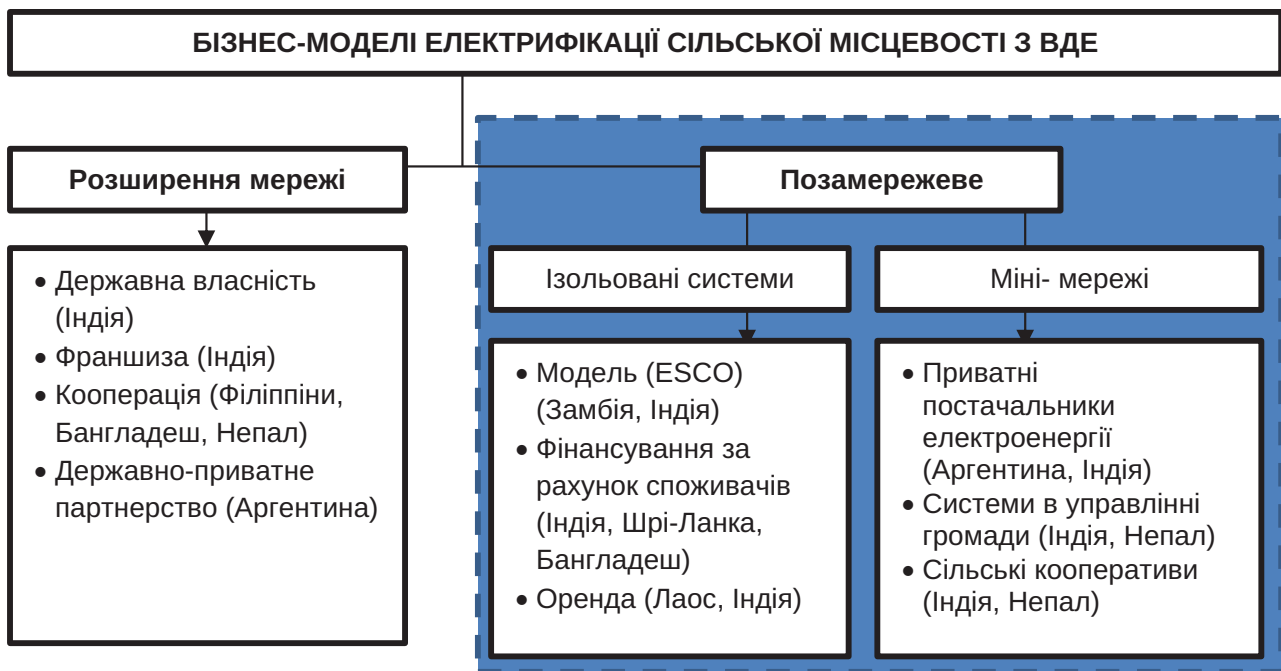 БІЗНЕС-МОДЕЛІ ЕЛЕКТРИФІКАЦІЇ СІЛЬСЬКОЇ МІСЦЕВОСТІ З ВДЕ
Розширення мережі
• Державна власність
(Індія)
• Франшиза (Індія)
• Кооперація (Філіппіни,
Бангладеш, Непал)
• Державно-приватне
партнерство (Аргентина)
Позамережеве
Ізольовані системи
• Модель (ESCO)
(Замбія, Індія)
• Фінансування за
рахунок споживачів
(Індія, Шрі-Ланка,
Бангладеш)
• Оренда (Лаос, Індія)
Міні- мережі
• Приватні
постачальники
електроенергії
(Аргентина, Індія)
• Системи в управлінні
громади (Індія, Непал)
• Сільські кооперативи
(Індія, Непал)